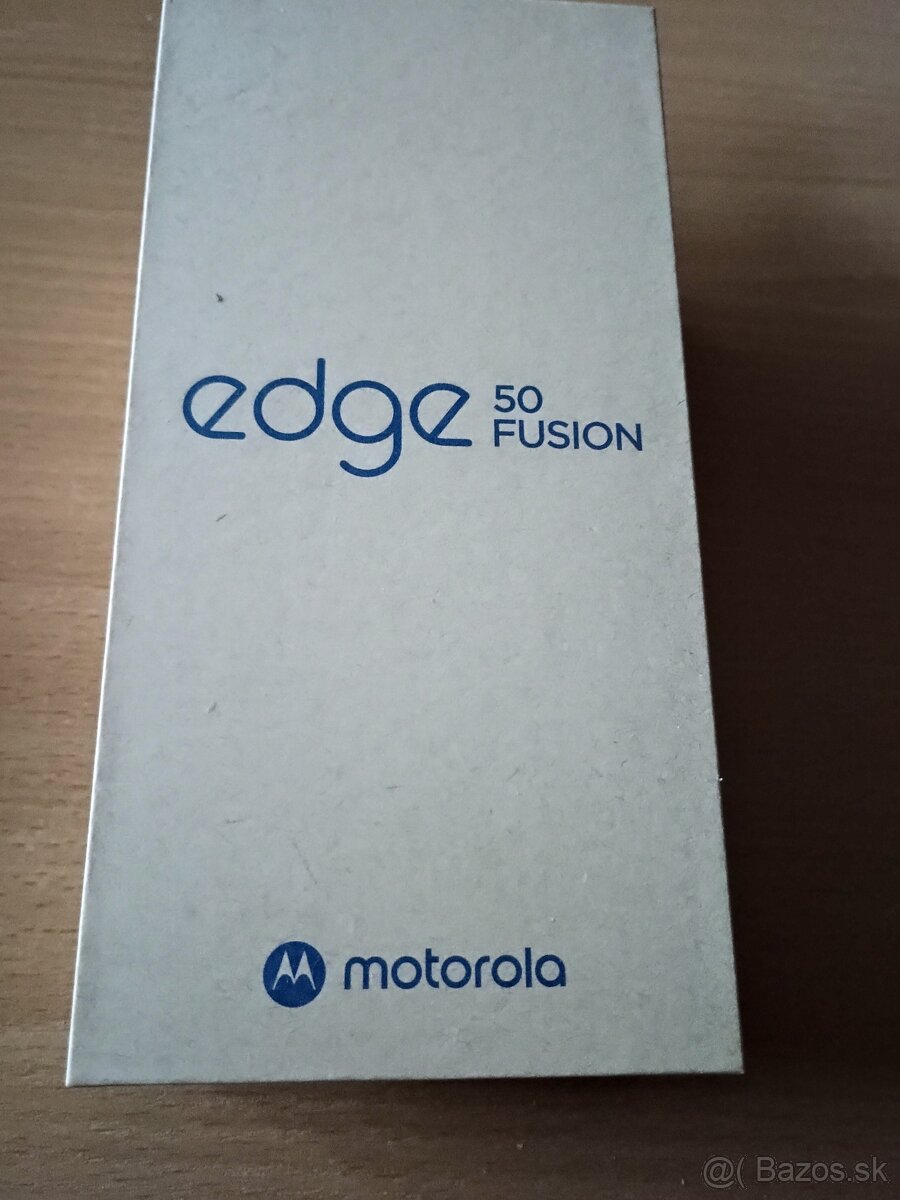 edge 50
FUSION
motorola
@( Bazos.sk